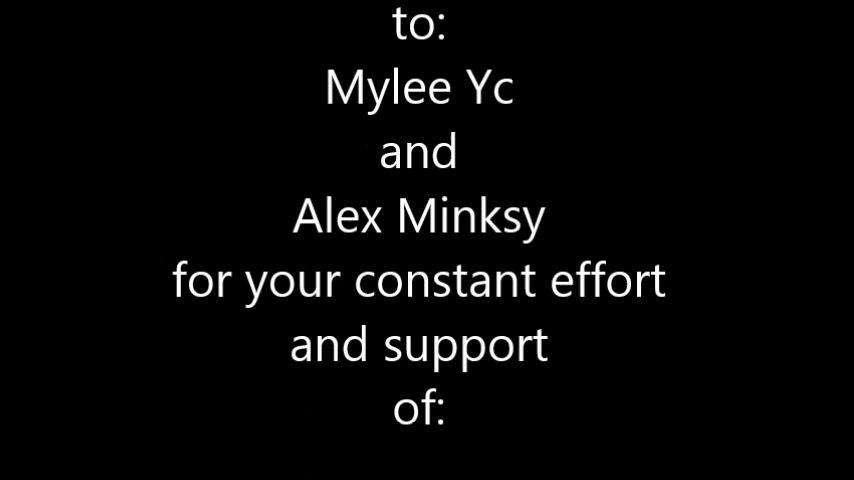 to:
Mylee Yc
and
Alex Minksy
for your constant effort
and support
of: